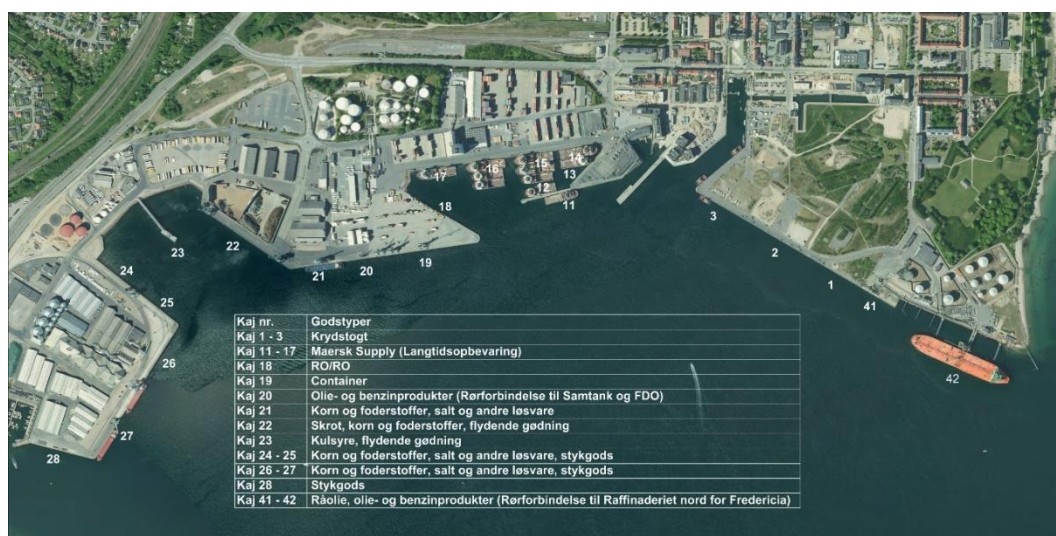 17
16
15
14
13
12
11
18
19
20
21
22
23
24
25
26
27
28
3
2
1
41
42
Kaj nr. Godstyper
Kaj 1 - 3 Krydstogt
Kaj 11 - 17 Maersk Supply (Langtidsopbevaring)
Kaj 18 RO/RO
Kaj 19 Container
Kaj 20 Olie- og benzinprodukter (Rørforbindelse til Samtank og FDO)
Kaj 21 Korn og foderstoffer, salt og andre løsvare
Kaj 22 Skrot, korn og foderstoffer, flydende gødning
Kaj 23 Kulsyre, flydende gødning
Kaj 24 - 25 Korn og foderstoffer, salt og andre løsvare, stykgods
Kaj 26 - 27 Korn og foderstoffer, salt og andre løsvare, stykgods
Kaj 28 Stykgods
Kaj 41 - 42 Råolie, olie- og benzinprodukter (Rørforbindelse til Raffinaderiet nord for Fredericia)